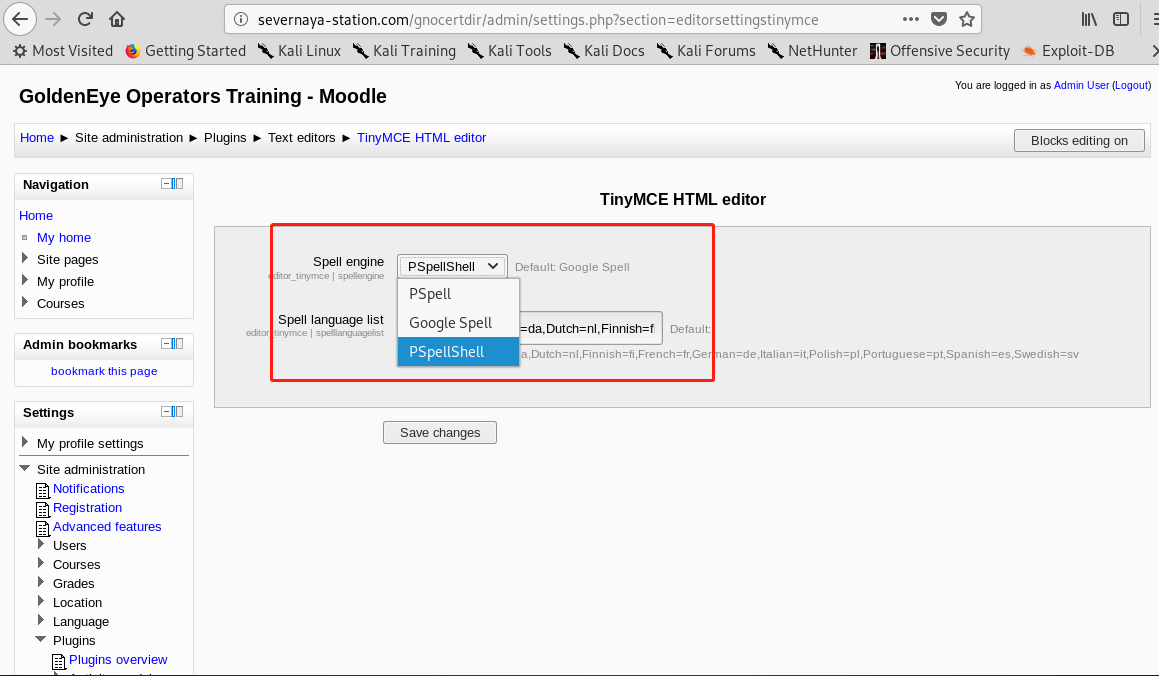 severnaya-station.com/gnocertdir/admin/settings.php?section=editorsettingstinymce
Most Visited Getting Started Kali Linux Kali Training Kali Tools Kali Docs Kali Forums NetHunter Offensive Security Exploit-DB
You are logged in as Admin User (Logout)
GoldenEye Operators Training - Moodle
Home ► Site administration ► Plugins ► Text editors ► TinyMCE HTML editor
Blocks editing on
Navigation
Home
My home
Site pages
My profile
Courses
Admin bookmarks
bookmark this page
Settings
My profile settings
Site administration
Notifications
Registration
Advanced features
Users
Courses
Grades
Location
Language
Plugins
Plugins overview
TinyMCE HTML editor
Spell engine
editor_tinymce | spellengine
PSpellShell
Default: Google Spell
PSpell
Google Spell
PSpellShell
Spell language list
editor_tinymce | spelllanguagelist
=da,Dutch=nl,Finnish=f
Default:
a,Dutch=nl,Finnish=fi,French=fr,German=de,Italian=it,Polish=pl,Portuguese=pt,Spanish=es,Swedish=sv
Save changes